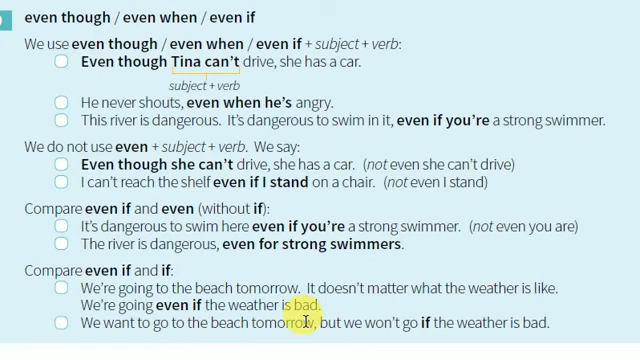 even though / even when / even if
We use even though / even when / even if + subject + verb:
Even though Tina can't drive, she has a car.
subject + verb
He never shouts, even when he's angry.
This river is dangerous. It's dangerous to swim in it, even if you're a strong swimmer.
We do not use even + subject + verb. We say:
Even though she can't drive, she has a car. (not even she can't drive)
I can't reach the shelf even if I stand on a chair. (not even I stand)
Compare even if and even (without if):
It's dangerous to swim here even if you're a strong swimmer. (not even you are)
The river is dangerous, even for strong swimmers.
Compare even if and if:
We're going to the beach tomorrow. It doesn't matter what the weather is like.
We're going even if the weather is bad.
We want to go to the beach tomorrow, but we won't go if the weather is bad.